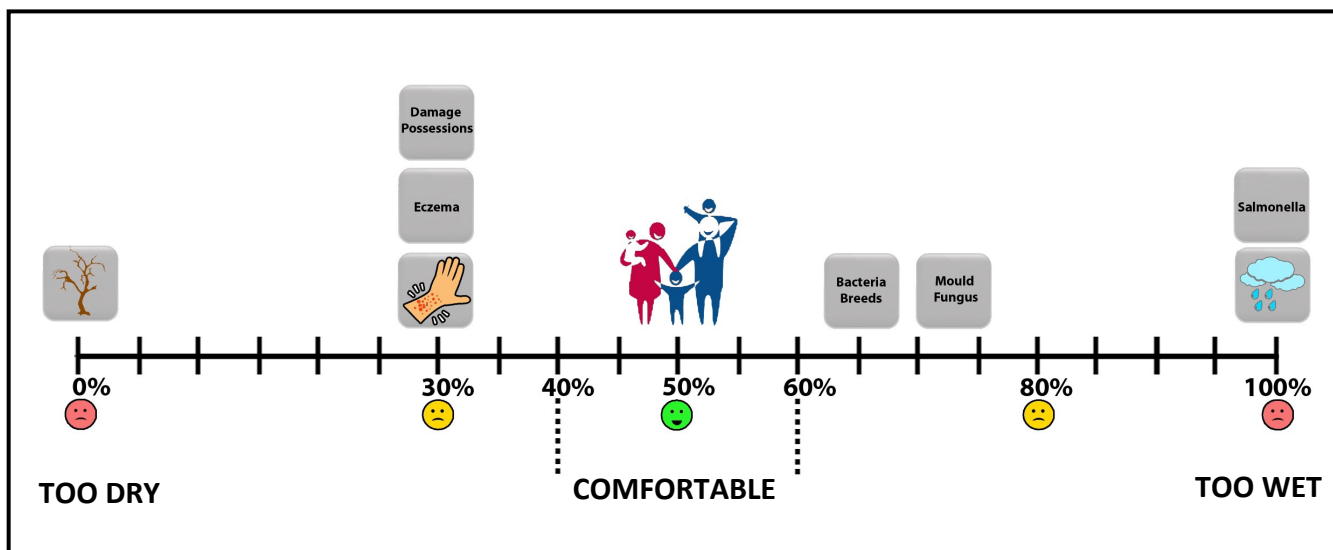 Damage
Possessions
Eczema
Salmonella
Bacteria
Breeds
Mould
Fungus
0%
30%
40%
50%
60%
80%
100%
TOO DRY
COMFORTABLE
TOO WET